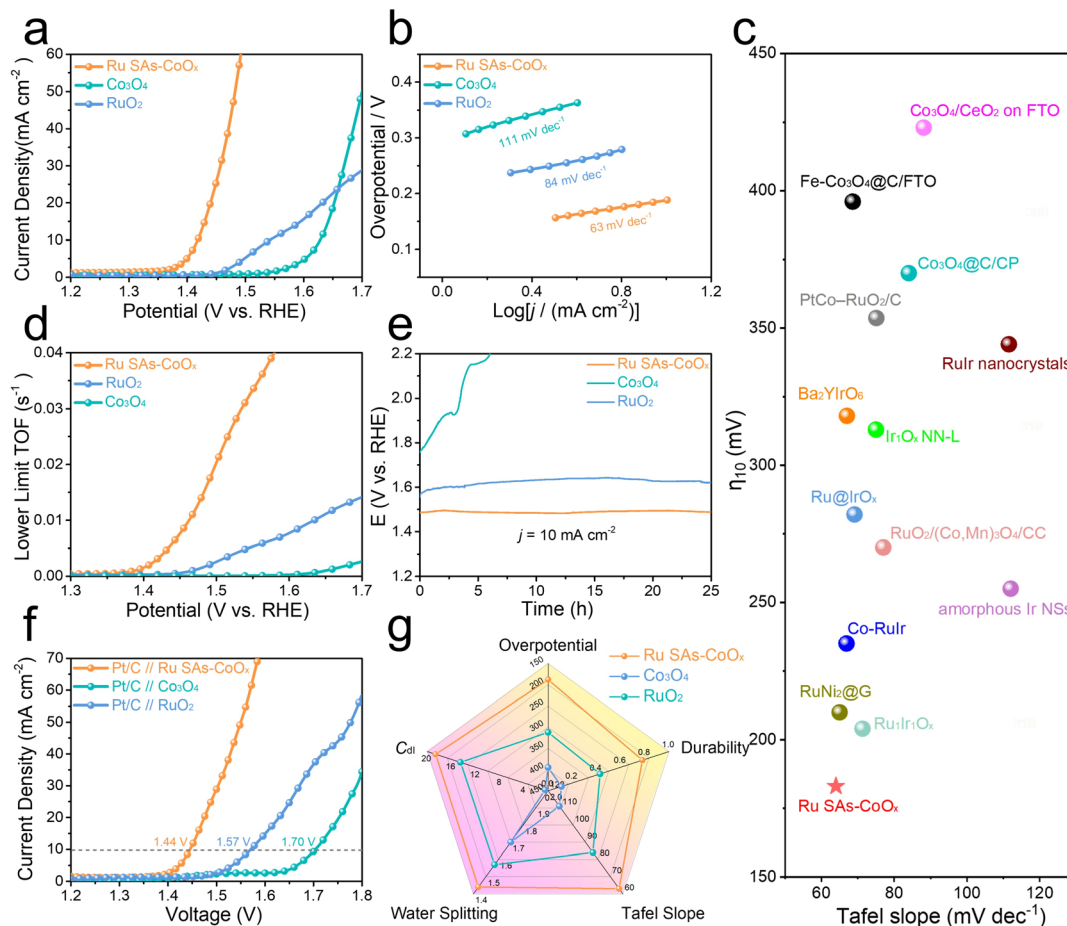 a
Ru SAs-CoOₓ
Co₃O₄
RuO₂
60
50
40
30
20
10
0
Current Density(mA cm⁻²)
1.2 1.3 1.4 1.5 1.6 1.7
Potential (V vs. RHE)
b
Ru SAs-CoOₓ
Co₃O₄
RuO₂
0.4
0.3
0.2
0.1
Overpotential / V
111 mV dec⁻¹
84 mV dec⁻¹
63 mV dec⁻¹
0.0 0.4 0.8 1.2
Log[j / (mA cm⁻²)]
c
450
400
350
300
250
200
150
η₁₀ (mV)
Co₃O₄/CeO₂ on FTO
Fe-Co₃O₄@C/FTO
Co₃O₄@C/CP
PtCo–RuO₂/C
RuIr nanocrystals
Ba₂YIrO₆
Ir₁Oₓ NN-L
Ru@IrOₓ
RuO₂/(Co,Mn)₃O₄/CC
amorphous Ir NSs
Co-RuIr
RuNi₂@G
Ru₁Ir₁Oₓ
Ru SAs-CoOₓ
60 80 100 120
Tafel slope (mV dec⁻¹)
d
Ru SAs-CoOₓ
RuO₂
Co₃O₄
0.04
0.03
0.02
0.01
0.00
Lower Limit TOF (s⁻¹)
1.3 1.4 1.5 1.6 1.7
Potential (V vs. RHE)
e
Ru SAs-CoOₓ
Co₃O₄
RuO₂
2.2
2.0
1.8
1.6
1.4
1.2
E (V vs. RHE)
j = 10 mA cm⁻²
0 5 10 15 20 25
Time (h)
f
Pt/C // Ru SAs-CoOₓ
Pt/C // Co₃O₄
Pt/C // RuO₂
70
60
50
40
30
20
10
0
Current Density (mA cm⁻²)
1.44 V
1.57 V
1.70 V
1.2 1.3 1.4 1.5 1.6 1.7 1.8
Voltage (V)
g
Ru SAs-CoOₓ
Co₃O₄
RuO₂
Overpotential
150
200
250
300
350
400
450
Durability
0.2
0.4
0.6
0.8
1.0
Tafel Slope
110
100
90
80
70
60
Water Splitting
2.0
1.9
1.8
1.7
1.6
1.5
1.4
Cdl
4
8
12
16
20